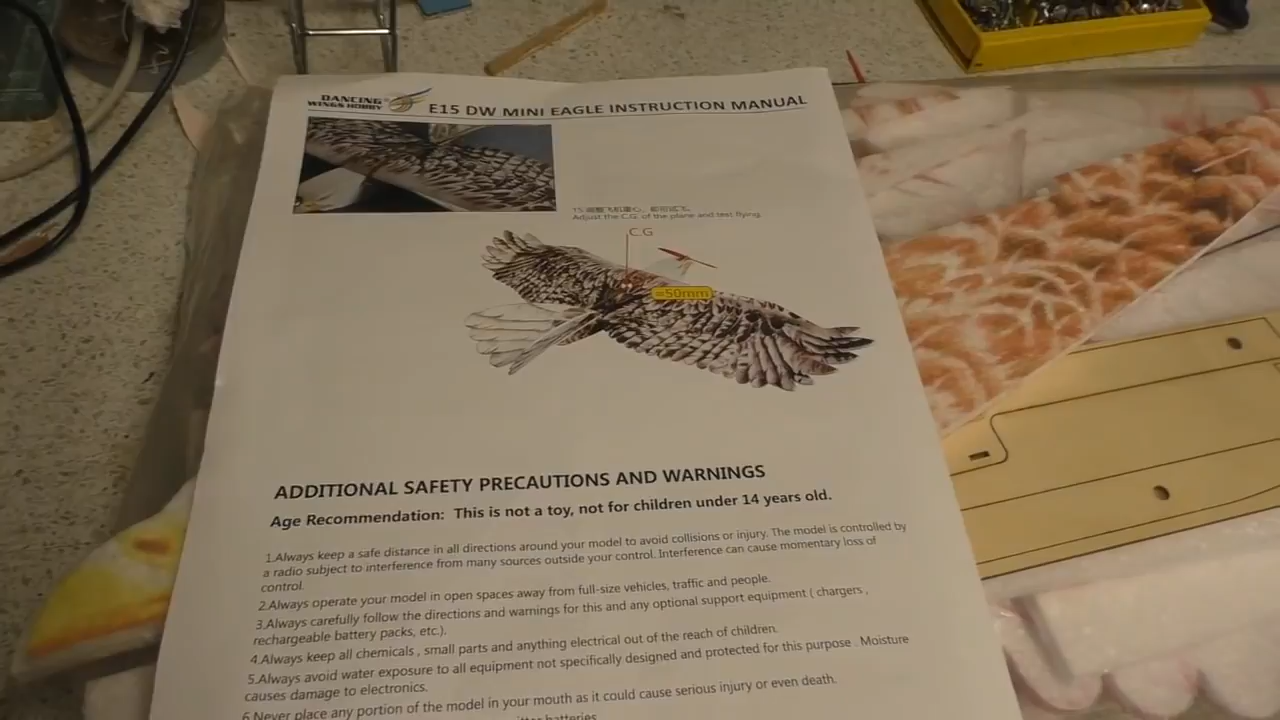 DANCING
WINGS HOBBY
E15 DW MINI EAGLE INSTRUCTION MANUAL
Adjust the C.G. of the plane and test flying.
C.G
=50mm
ADDITIONAL SAFETY PRECAUTIONS AND WARNINGS
Age Recommendation: This is not a toy, not for children under 14 years old.
1.Always keep a safe distance in all directions around your model to avoid collisions or injury. The model is controlled by
a radio subject to interference from many sources outside your control. Interference can cause momentary loss of
control.
2.Always operate your model in open spaces away from full-size vehicles, traffic and people.
3.Always carefully follow the directions and warnings for this and any optional support equipment ( chargers ,
rechargeable battery packs, etc.).
4.Always keep all chemicals , small parts and anything electrical out of the reach of children.
5.Always avoid water exposure to all equipment not specifically designed and protected for this purpose . Moisture
causes damage to electronics.
6.Never place any portion of the model in your mouth as it could cause serious injury or even death.
batteries